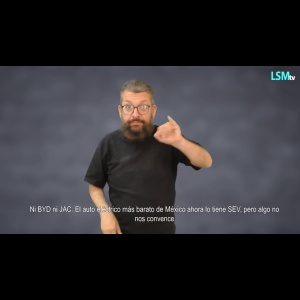 LSMtv
Ni BYD ni JAC. El auto eléctrico más barato de México ahora lo tiene SEV, pero algo no
nos convence